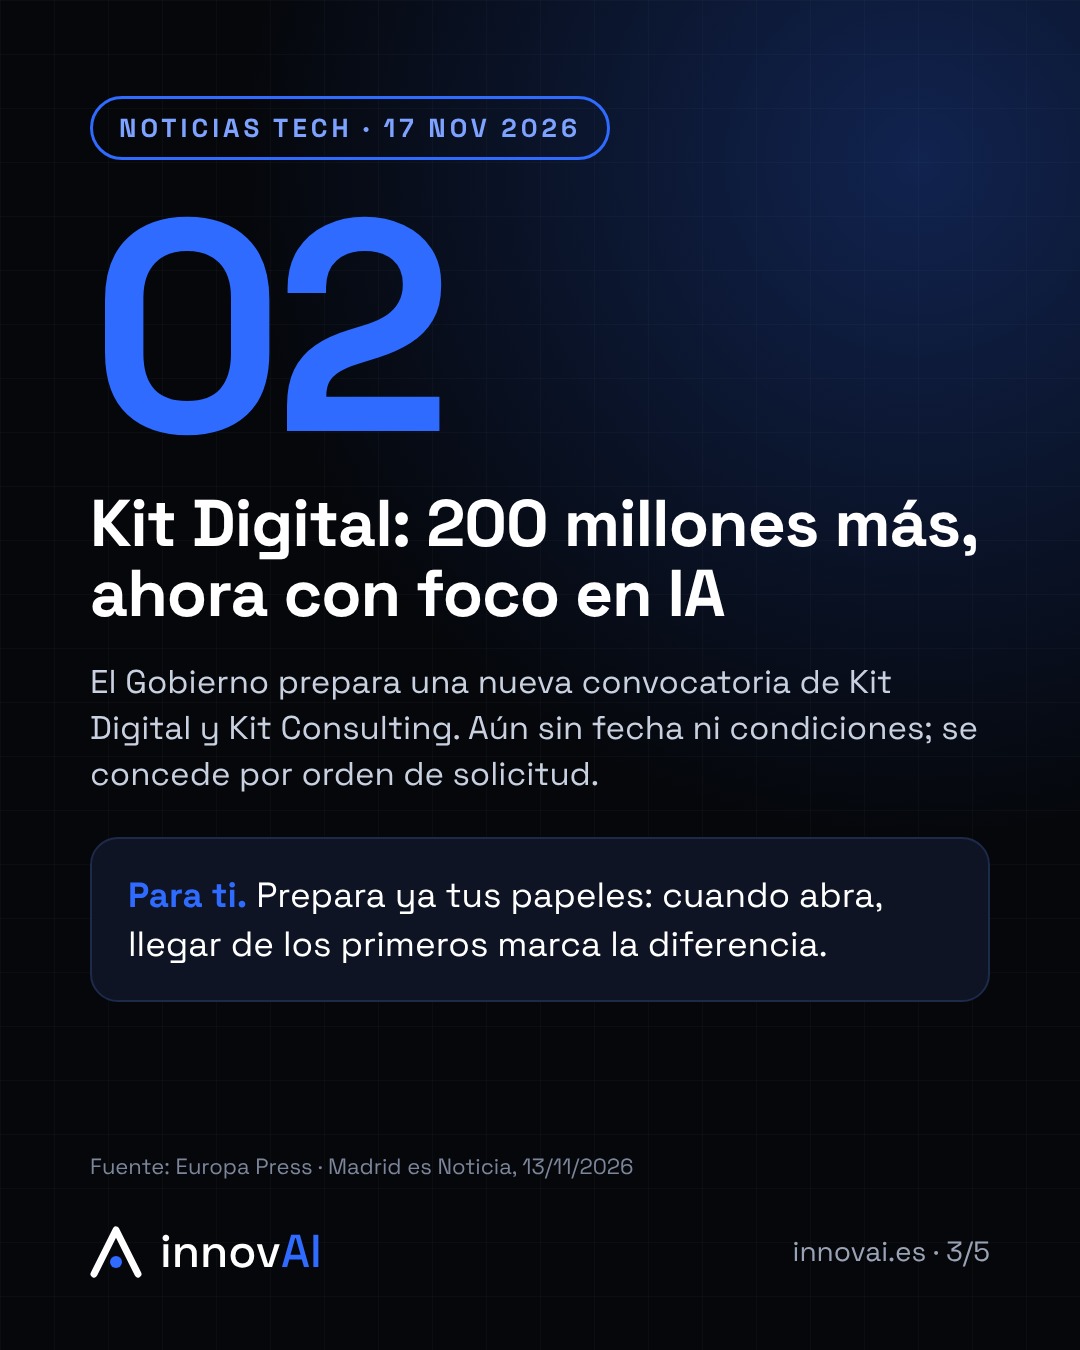 NOTICIAS TECH · 17 NOV 2026
02
Kit Digital: 200 millones más,
ahora con foco en IA
El Gobierno prepara una nueva convocatoria de Kit
Digital y Kit Consulting. Aún sin fecha ni condiciones; se
concede por orden de solicitud.
Para ti. Prepara ya tus papeles: cuando abra,
llegar de los primeros marca la diferencia.
Fuente: Europa Press · Madrid es Noticia, 13/11/2026
innovAI
innovai.es · 3/5